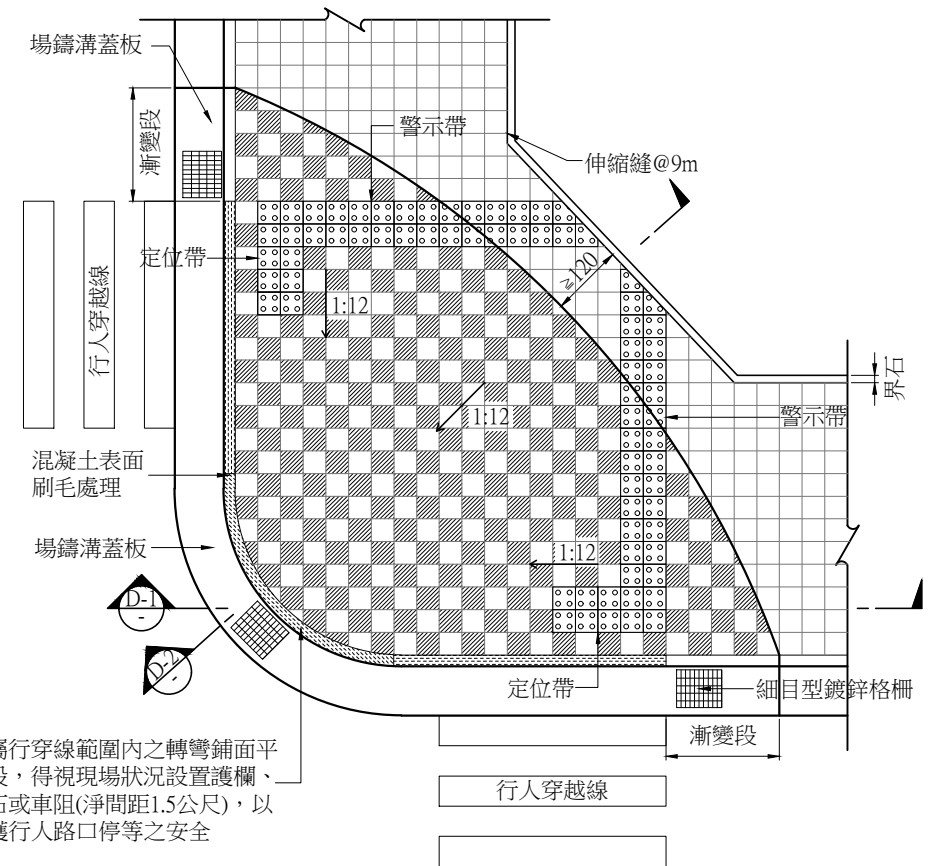 場鑄溝蓋板
漸變段
警示帶
伸縮縫@9m
定位帶
≥120
1:12
行人穿越線
界石
1:12
警示帶
混凝土表面
刷毛處理
場鑄溝蓋板
1:12
D-1
-
D-2
-
定位帶
細目型鍍鋅格柵
漸變段
屬行穿線範圍內之轉彎鋪面平
段，得視現場狀況設置護欄、
石或車阻(淨間距1.5公尺)，以
護行人路口停等之安全
行人穿越線